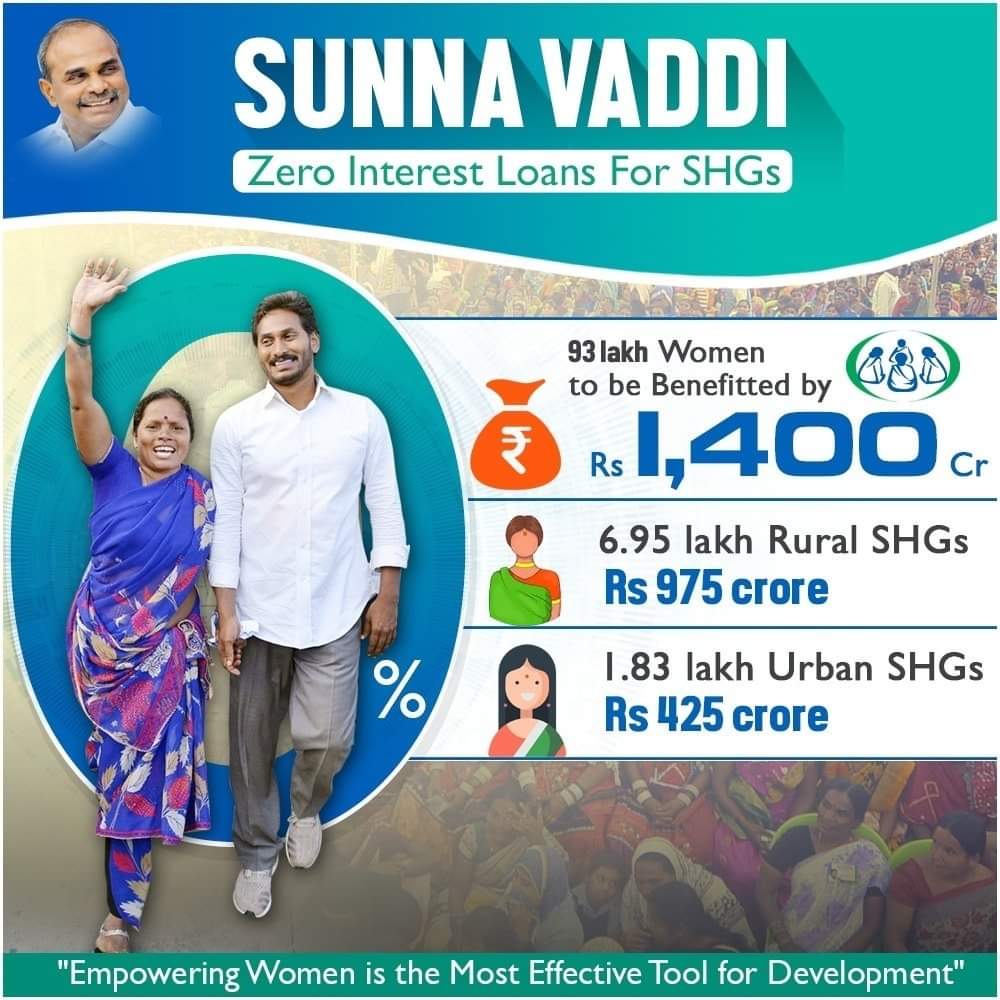 SUNNA VADDI
Zero Interest Loans For SHGs
93 lakh Women
to be Benefitted by
₹
Rs 1,400 Cr
6.95 lakh Rural SHGs
Rs 975 crore
1.83 lakh Urban SHGs
Rs 425 crore
%
"Empowering Women is the Most Effective Tool for Development"